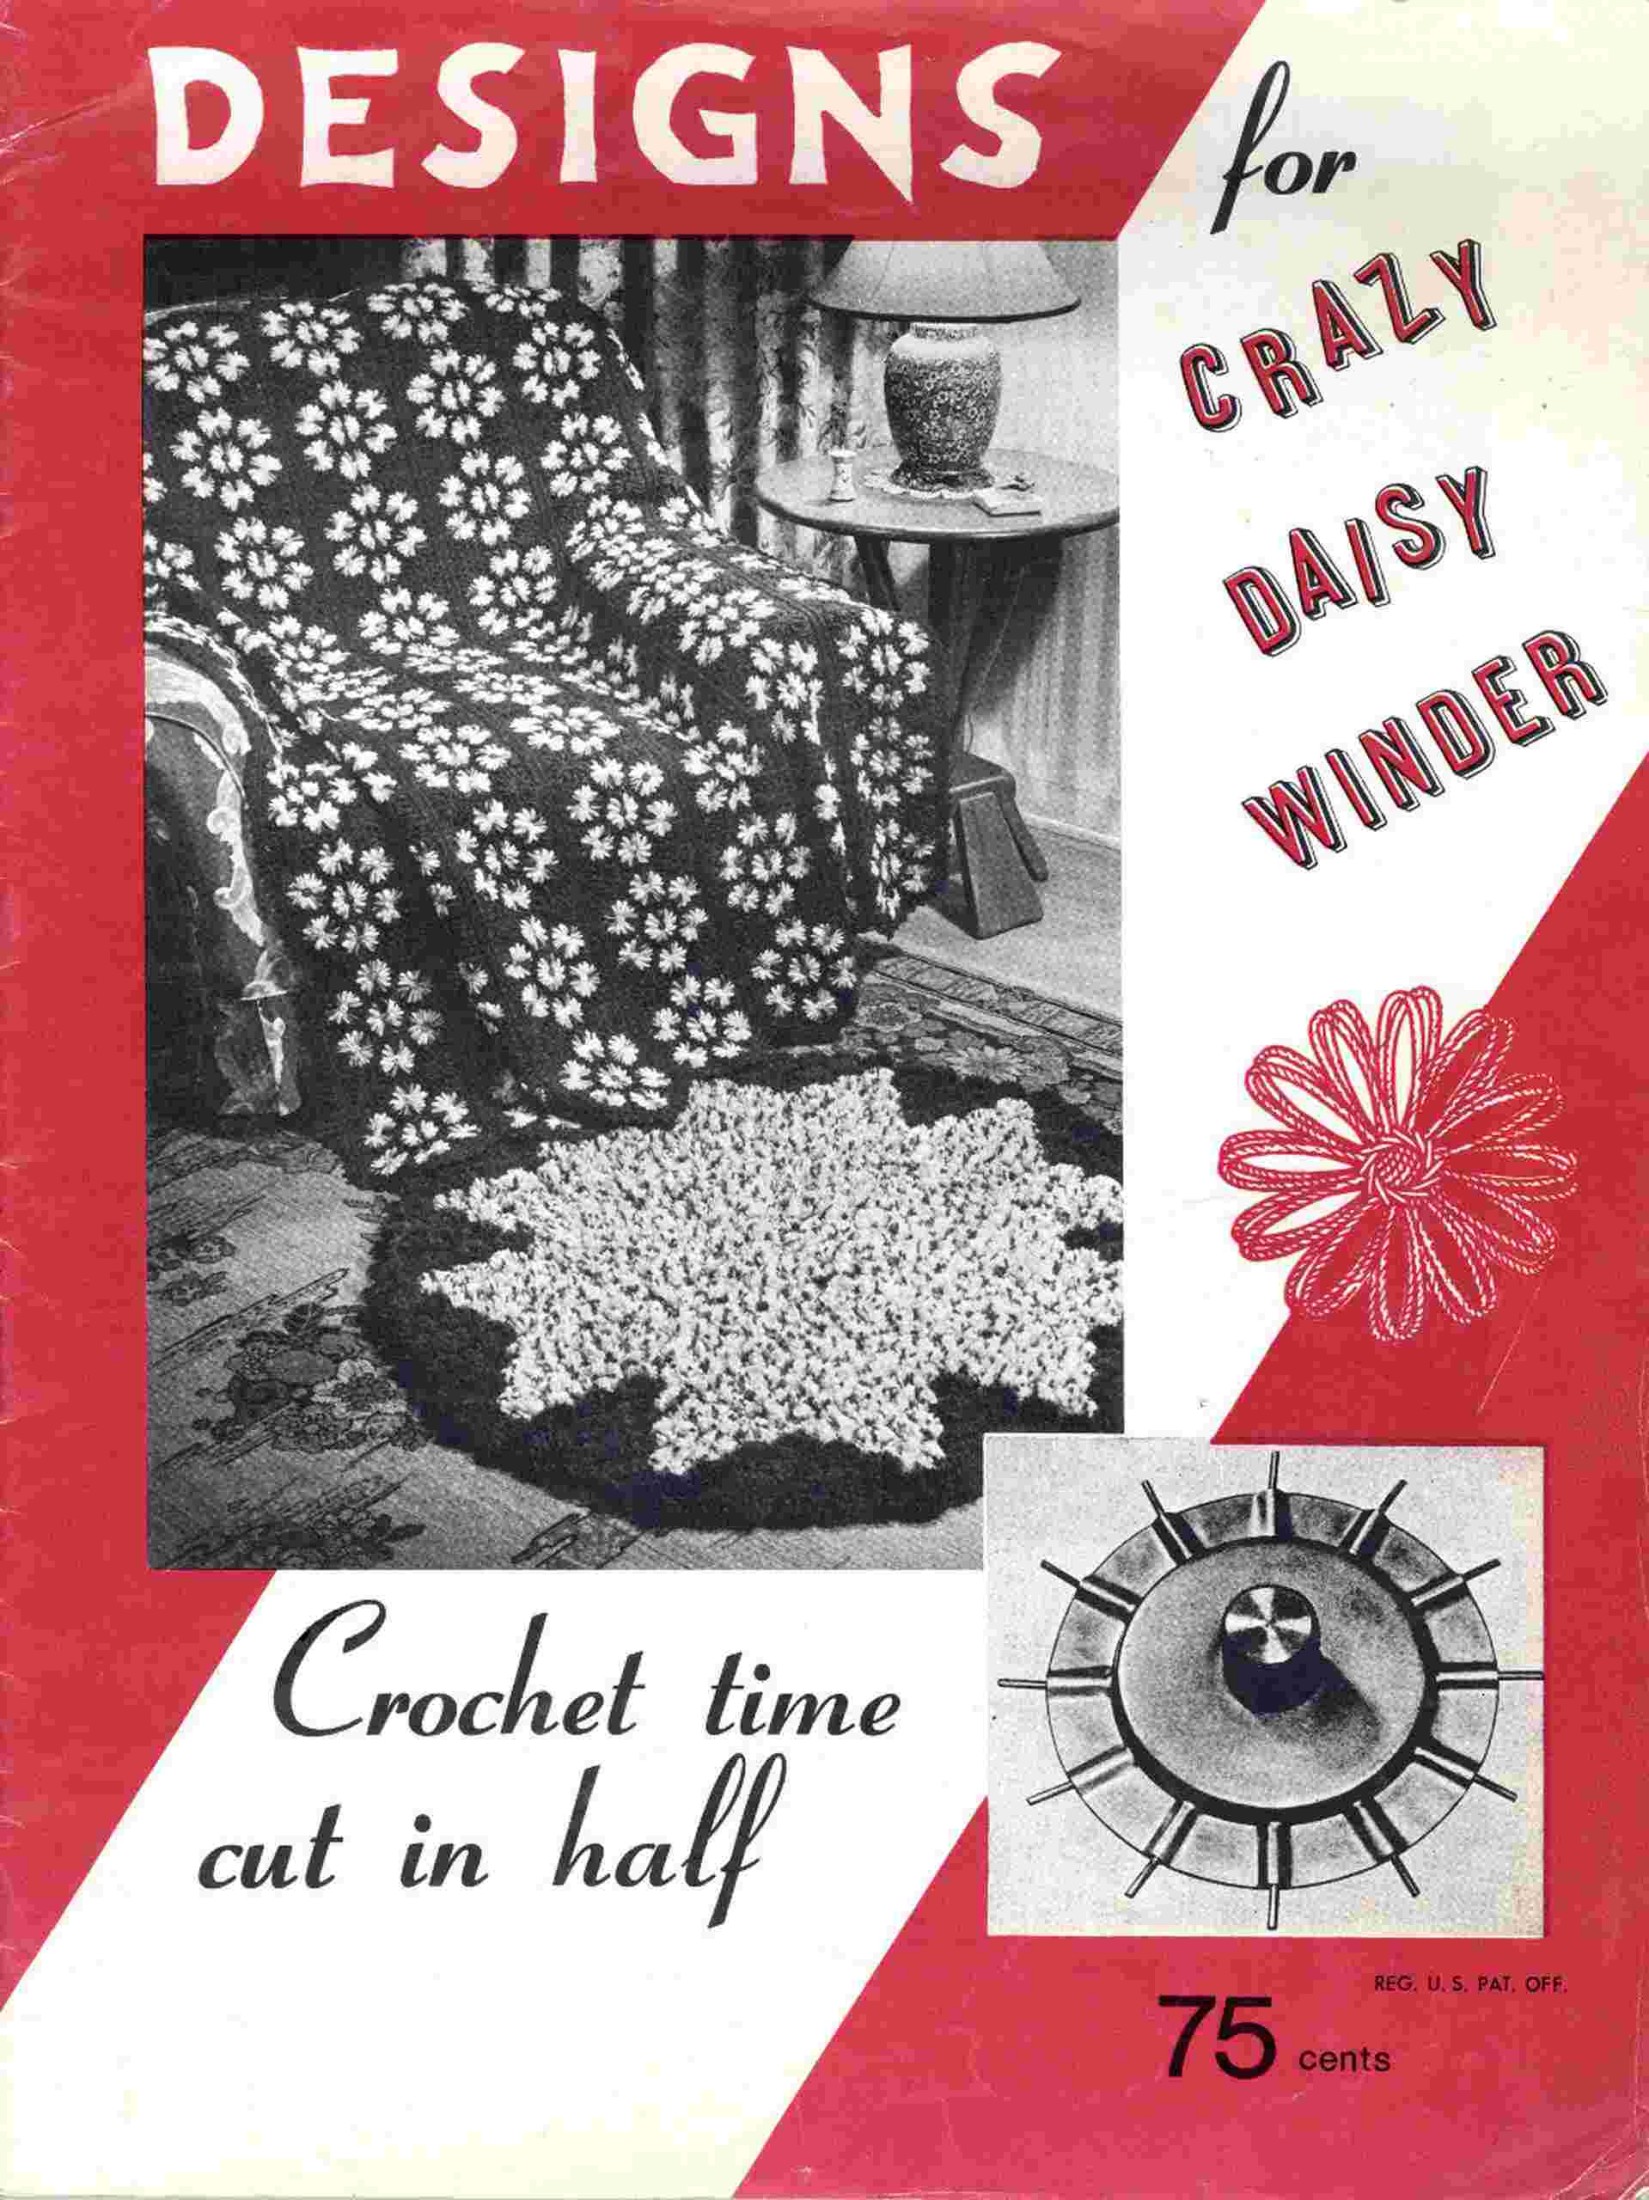 DESIGNS
for
CRAZY
DAISY
WINDER
Crochet time
cut in half
REG. U. S. PAT. OFF.
75 cents